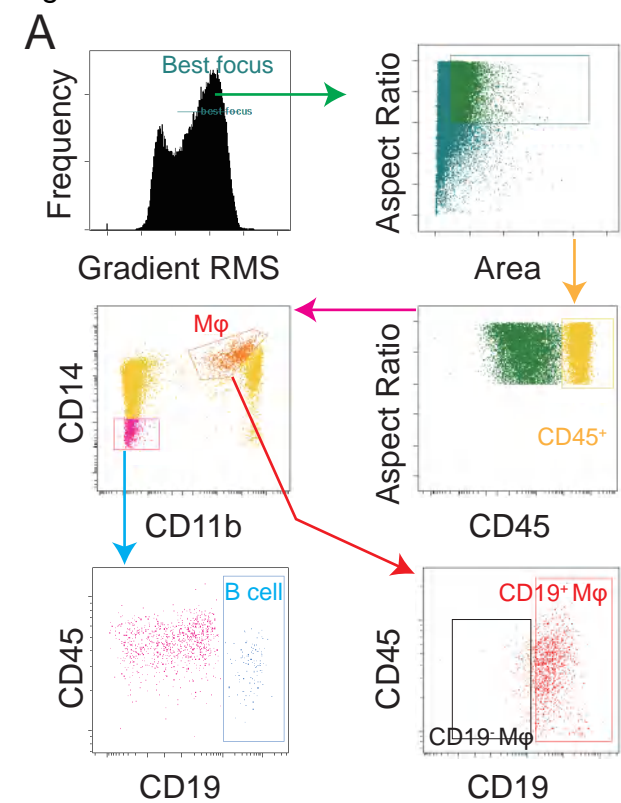 A
Best focus
best focus
Frequency
Gradient RMS
Aspect Ratio
Area
Mφ
CD14
CD11b
Aspect Ratio
CD45+
CD45
B cell
CD45
CD19
CD19+ Mφ
CD45
CD19- Mφ
CD19